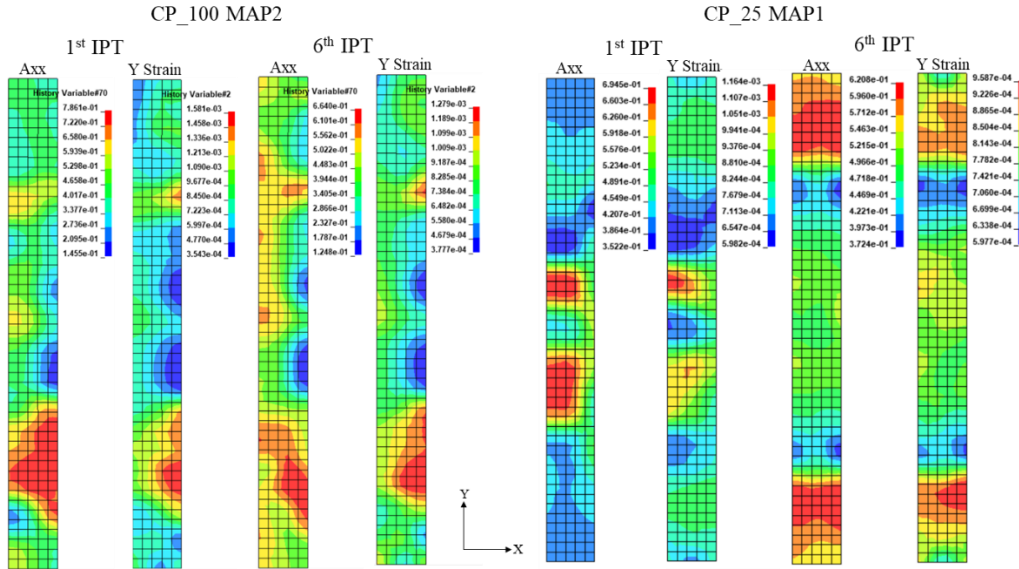 CP_100 MAP2
CP_25 MAP1
1st IPT
6th IPT
1st IPT
6th IPT
Axx
Y Strain
Axx
Y Strain
Axx
Y Strain
Axx
Y Strain
History Variable#70
7.861e-01
7.220e-01
6.580e-01
5.939e-01
5.298e-01
4.658e-01
4.017e-01
3.377e-01
2.736e-01
2.095e-01
1.455e-01
History Variable#2
1.581e-03
1.458e-03
1.336e-03
1.213e-03
1.090e-03
9.677e-04
8.450e-04
7.223e-04
5.997e-04
4.770e-04
3.543e-04
History Variable#70
6.640e-01
6.101e-01
5.562e-01
5.022e-01
4.483e-01
3.944e-01
3.405e-01
2.866e-01
2.327e-01
1.787e-01
1.248e-01
History Variable#2
1.279e-03
1.189e-03
1.099e-03
1.009e-03
9.187e-04
8.285e-04
7.384e-04
6.482e-04
5.580e-04
4.679e-04
3.777e-04
6.945e-01
6.603e-01
6.260e-01
5.918e-01
5.576e-01
5.234e-01
4.891e-01
4.549e-01
4.207e-01
3.864e-01
3.522e-01
1.164e-03
1.107e-03
1.051e-03
9.941e-04
9.376e-04
8.810e-04
8.244e-04
7.679e-04
7.113e-04
6.547e-04
5.982e-04
6.208e-01
5.960e-01
5.712e-01
5.463e-01
5.215e-01
4.966e-01
4.718e-01
4.469e-01
4.221e-01
3.973e-01
3.724e-01
9.587e-04
9.226e-04
8.865e-04
8.504e-04
8.143e-04
7.782e-04
7.421e-04
7.060e-04
6.699e-04
6.338e-04
5.977e-04
Y
X